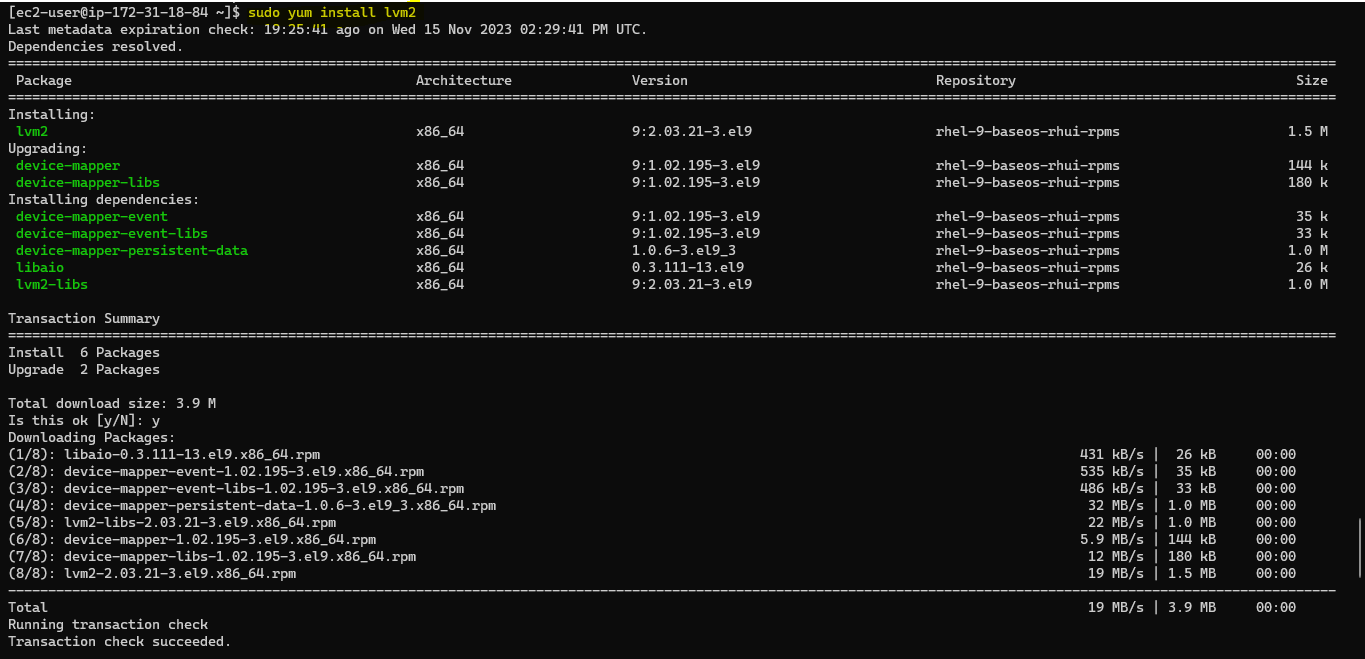 [ec2-user@ip-172-31-18-84 ~]$ sudo yum install lvm2
Last metadata expiration check: 19:25:41 ago on Wed 15 Nov 2023 02:29:41 PM UTC.
Dependencies resolved.
Package Architecture Version Repository Size
Installing:
lvm2 x86_64 9:2.03.21-3.el9 rhel-9-baseos-rhui-rpms 1.5 M
Upgrading:
device-mapper x86_64 9:1.02.195-3.el9 rhel-9-baseos-rhui-rpms 144 k
device-mapper-libs x86_64 9:1.02.195-3.el9 rhel-9-baseos-rhui-rpms 180 k
Installing dependencies:
device-mapper-event x86_64 9:1.02.195-3.el9 rhel-9-baseos-rhui-rpms 35 k
device-mapper-event-libs x86_64 9:1.02.195-3.el9 rhel-9-baseos-rhui-rpms 33 k
device-mapper-persistent-data x86_64 1.0.6-3.el9_3 rhel-9-baseos-rhui-rpms 1.0 M
libaio x86_64 0.3.111-13.el9 rhel-9-baseos-rhui-rpms 26 k
lvm2-libs x86_64 9:2.03.21-3.el9 rhel-9-baseos-rhui-rpms 1.0 M
Transaction Summary
Install 6 Packages
Upgrade 2 Packages
Total download size: 3.9 M
Is this ok [y/N]: y
Downloading Packages:
(1/8): libaio-0.3.111-13.el9.x86_64.rpm 431 kB/s | 26 kB 00:00
(2/8): device-mapper-event-1.02.195-3.el9.x86_64.rpm 535 kB/s | 35 kB 00:00
(3/8): device-mapper-event-libs-1.02.195-3.el9.x86_64.rpm 486 kB/s | 33 kB 00:00
(4/8): device-mapper-persistent-data-1.0.6-3.el9_3.x86_64.rpm 32 MB/s | 1.0 MB 00:00
(5/8): lvm2-libs-2.03.21-3.el9.x86_64.rpm 22 MB/s | 1.0 MB 00:00
(6/8): device-mapper-1.02.195-3.el9.x86_64.rpm 5.9 MB/s | 144 kB 00:00
(7/8): device-mapper-libs-1.02.195-3.el9.x86_64.rpm 12 MB/s | 180 kB 00:00
(8/8): lvm2-2.03.21-3.el9.x86_64.rpm 19 MB/s | 1.5 MB 00:00
Total 19 MB/s | 3.9 MB 00:00
Running transaction check
Transaction check succeeded.